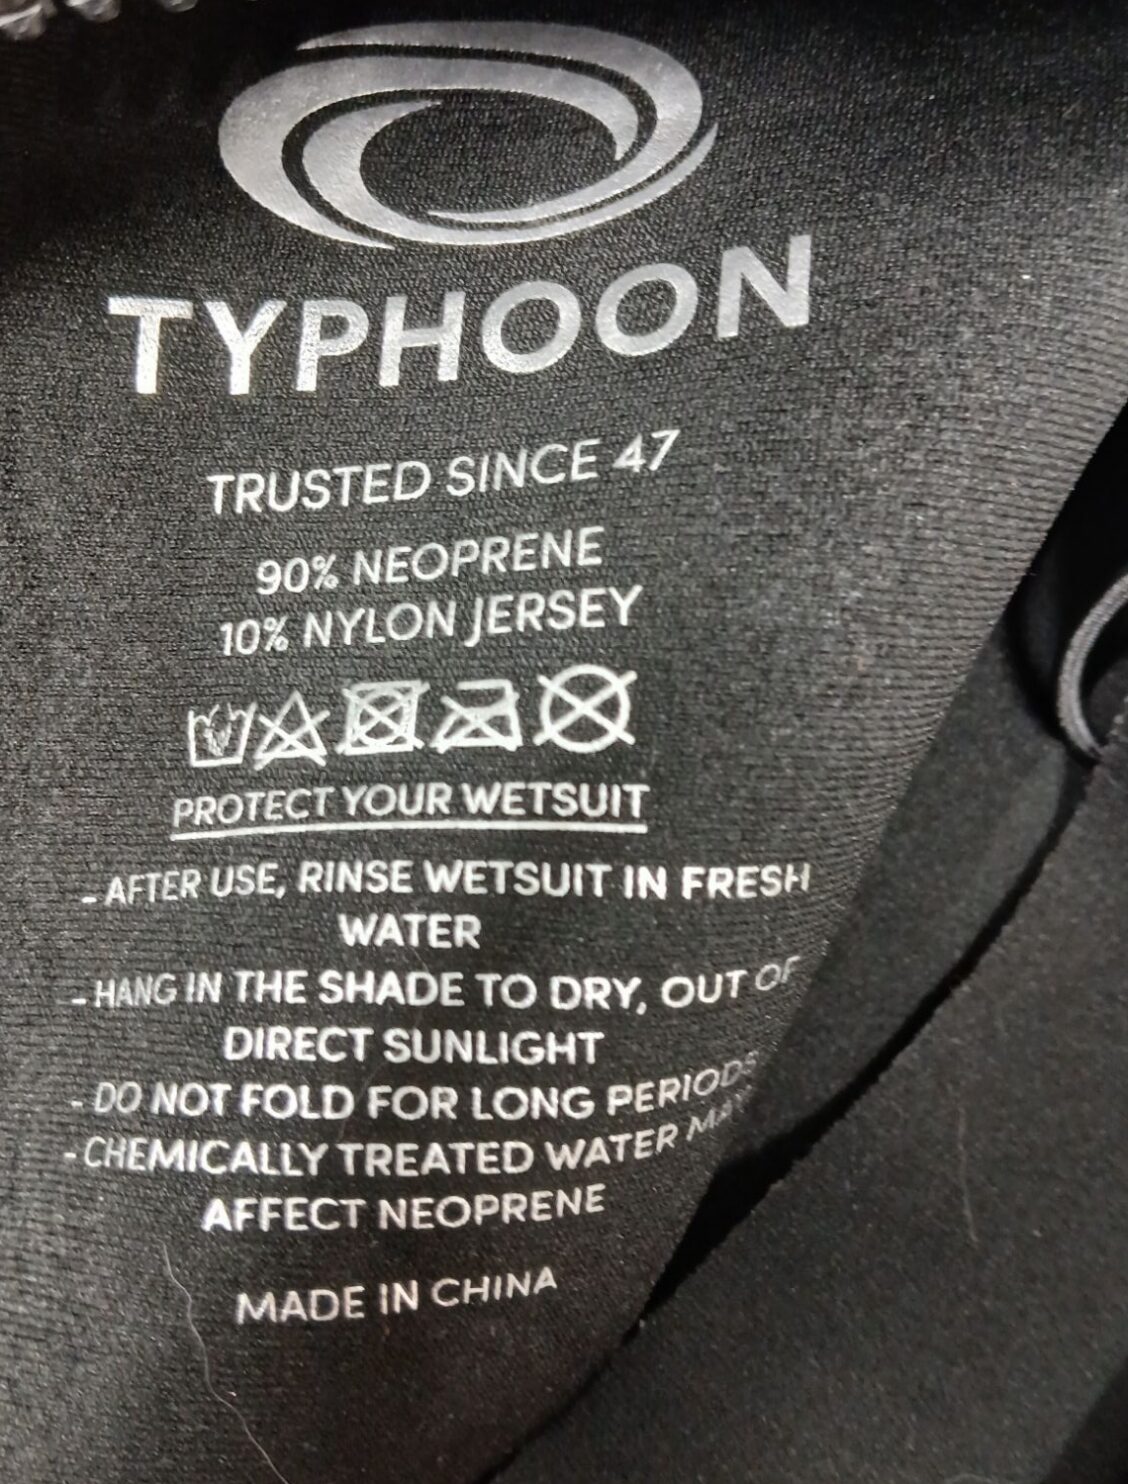 TYPHOON
TRUSTED SINCE 47
90% NEOPRENE
10% NYLON JERSEY
PROTECT YOUR WETSUIT
- AFTER USE, RINSE WETSUIT IN FRESH
WATER
- HANG IN THE SHADE TO DRY, OUT OF
DIRECT SUNLIGHT
- DO NOT FOLD FOR LONG PERIODS
- CHEMICALLY TREATED WATER MAY
AFFECT NEOPRENE
MADE IN CHINA